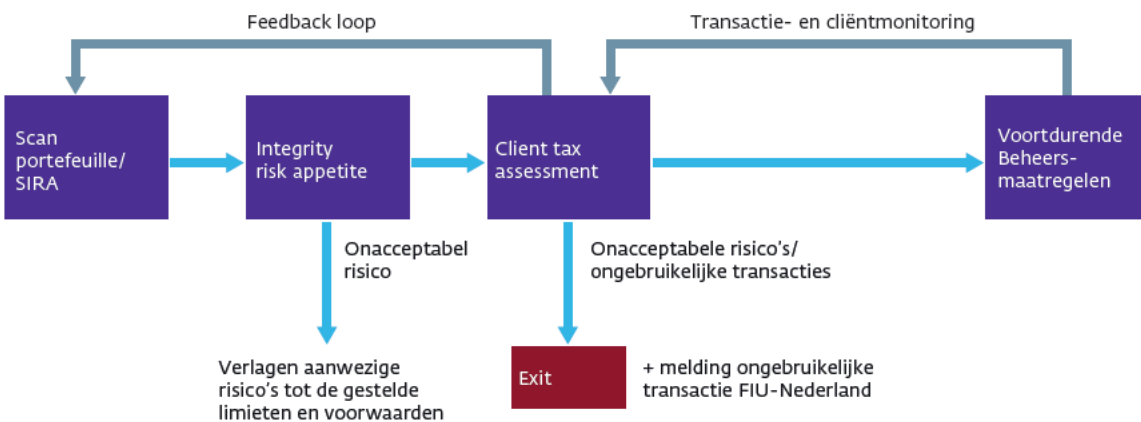 Feedback loop
Transactie- en cliëntmonitoring
Scan
portefeuille/
SIRA
Integrity
risk appetite
Client tax
assessment
Voortdurende
Beheers-
maatregelen
Onacceptabel
risico
Onacceptabele risico's/
ongebruikelijke transacties
Verlagen aanwezige
risico's tot de gestelde
limieten en voorwaarden
Exit
+ melding ongebruikelijke
transactie FIU-Nederland